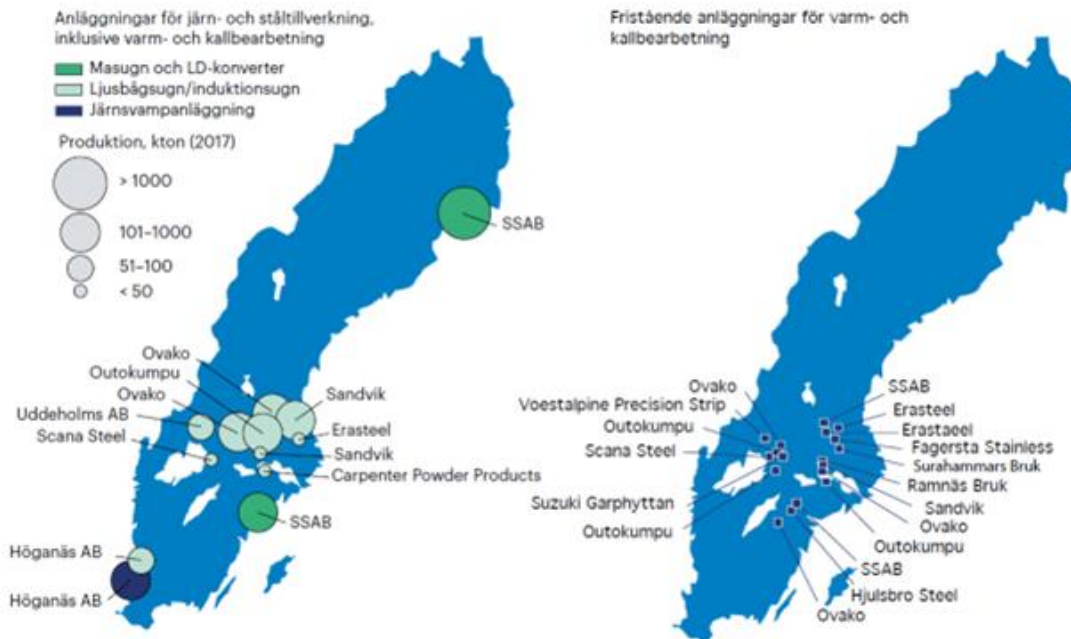 Anläggningar för järn- och ståltillverkning,
inklusive varm- och kallbearbetning
Masugn och LD-konverter
Ljusbågsugn/induktionsugn
Järnsvampanläggning
Produktion, kton (2017)
> 1000
101–1000
51–100
< 50
SSAB
Ovako
Outokumpu
Ovako
Sandvik
Uddeholms AB
Scana Steel
Erasteel
Sandvik
Carpenter Powder Products
SSAB
Höganäs AB
Höganäs AB
Fristående anläggningar för varm- och
kallbearbetning
Ovako
SSAB
Voestalpine Precision Strip
Erasteel
Outokumpu
Erastaeel
Scana Steel
Fagersta Stainless
Surahammars Bruk
Ramnäs Bruk
Suzuki Garphyttan
Sandvik
Outokumpu
Ovako
Outokumpu
SSAB
Hjulsbro Steel
Ovako